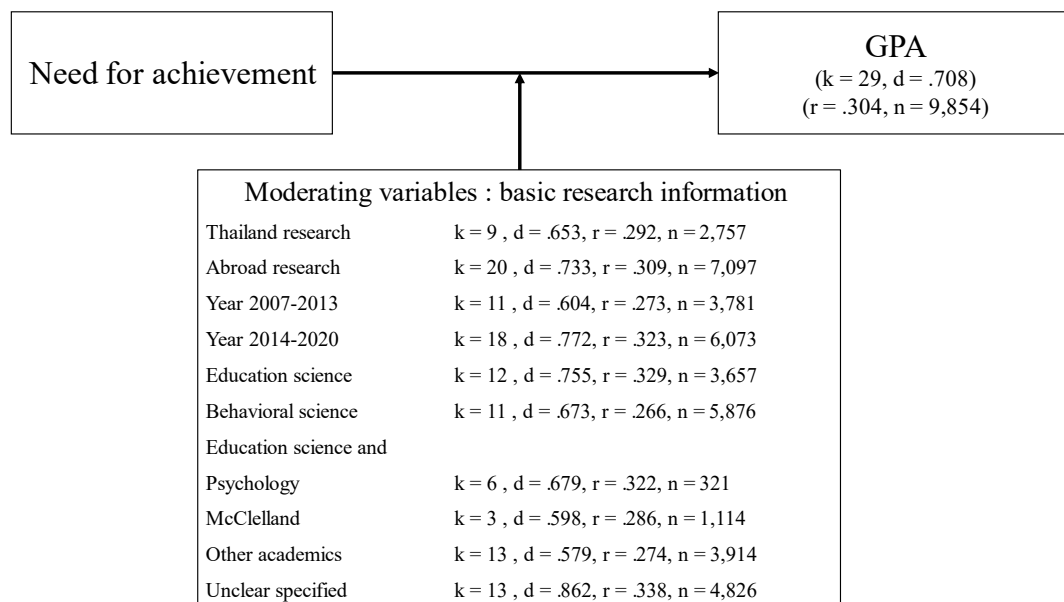 Need for achievement
GPA
(k = 29, d = .708)
(r = .304, n = 9,854)
Moderating variables : basic research information
Thailand research k = 9 , d = .653, r = .292, n = 2,757
Abroad research k = 20 , d = .733, r = .309, n = 7,097
Year 2007-2013 k = 11 , d = .604, r = .273, n = 3,781
Year 2014-2020 k = 18 , d = .772, r = .323, n = 6,073
Education science k = 12 , d = .755, r = .329, n = 3,657
Behavioral science k = 11 , d = .673, r = .266, n = 5,876
Education science and
Psychology k = 6 , d = .679, r = .322, n = 321
McClelland k = 3 , d = .598, r = .286, n = 1,114
Other academics k = 13 , d = .579, r = .274, n = 3,914
Unclear specified k = 13 , d = .862, r = .338, n = 4,826